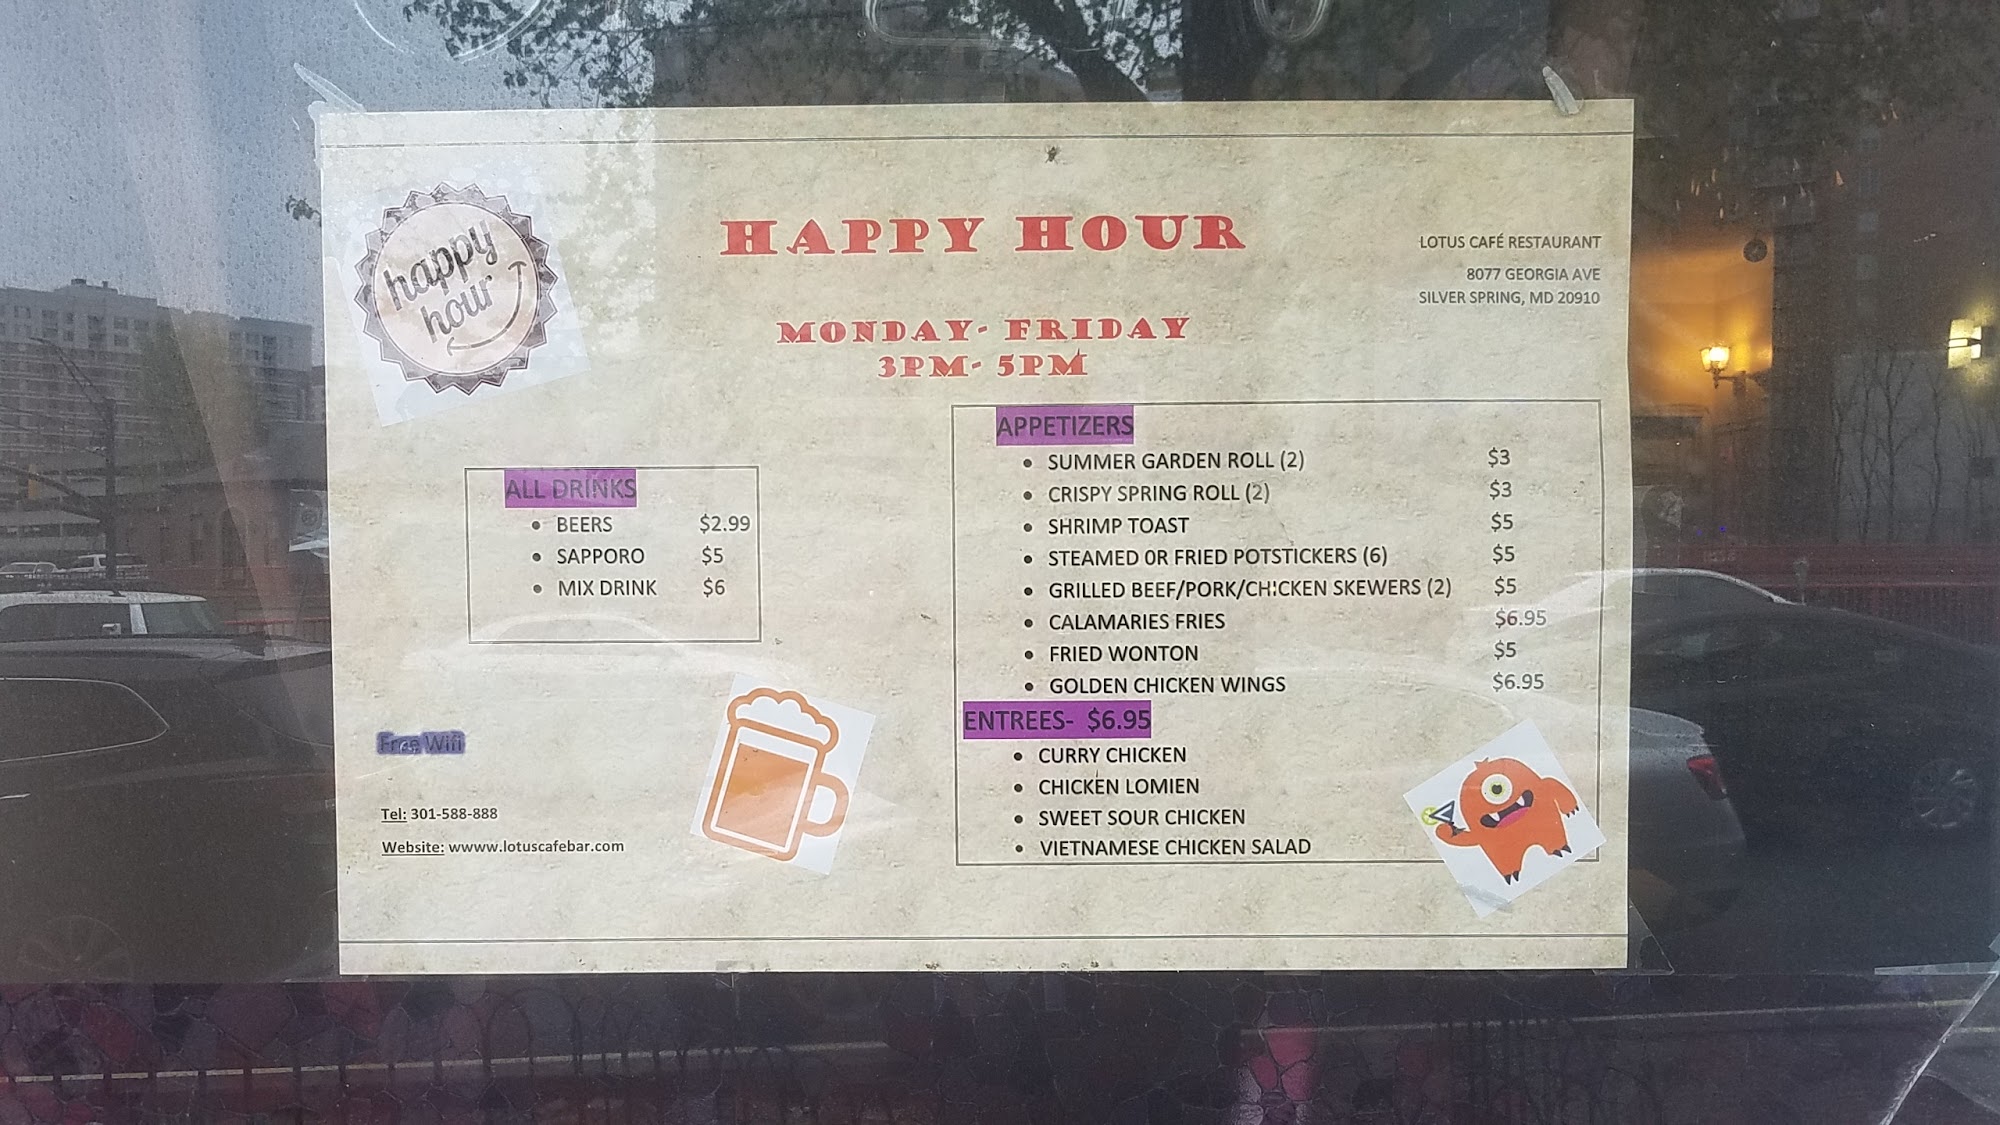 happy
hour
HAPPY HOUR
MONDAY- FRIDAY
3PM- 5PM
LOTUS CAFÉ RESTAURANT
8077 GEORGIA AVE
SILVER SPRING, MD 20910
ALL DRINKS
• BEERS $2.99
• SAPPORO $5
• MIX DRINK $6
Free Wifi
Tel: 301-588-888
Website: wwww.lotuscafebar.com
APPETIZERS
• SUMMER GARDEN ROLL (2) $3
• CRISPY SPRING ROLL (2) $3
• SHRIMP TOAST $5
• STEAMED 0R FRIED POTSTICKERS (6) $5
• GRILLED BEEF/PORK/CHICKEN SKEWERS (2) $5
• CALAMARIES FRIES $6.95
• FRIED WONTON $5
• GOLDEN CHICKEN WINGS $6.95
ENTREES- $6.95
• CURRY CHICKEN
• CHICKEN LOMIEN
• SWEET SOUR CHICKEN
• VIETNAMESE CHICKEN SALAD